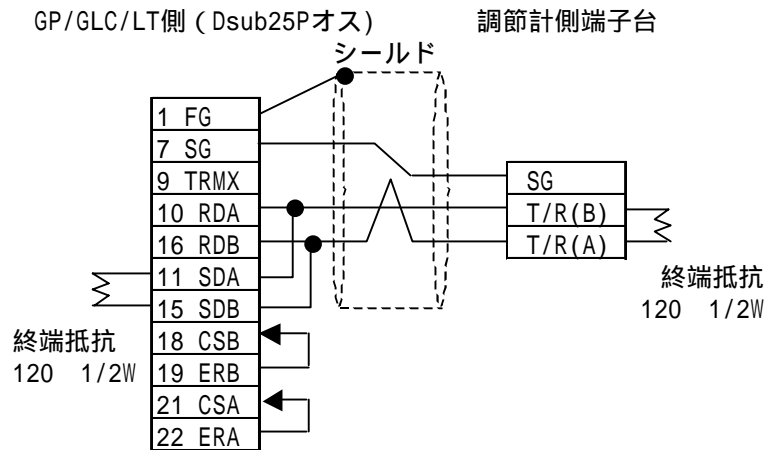 GP/GLC/LT側（Dsub25Pオス)
調節計側端子台
シールド
1 FG
7 SG
9 TRMX
10 RDA
16 RDB
11 SDA
15 SDB
18 CSB
19 ERB
21 CSA
22 ERA
SG
T/R(B)
T/R(A)
終端抵抗
120 1/2W
終端抵抗
120 1/2W